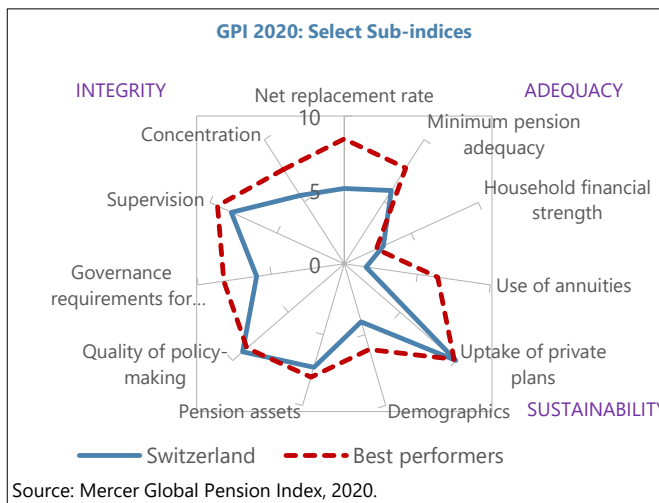 GPI 2020: Select Sub-indices
INTEGRITY
ADEQUACY
Net replacement rate
10
Concentration
Minimum pension
adequacy
Supervision
5
Household financial
strength
0
Governance
requirements for...
Use of annuities
Quality of policy-
making
Uptake of private
plans
Pension assets
Demographics
SUSTAINABILITY
Switzerland
Best performers
Source: Mercer Global Pension Index, 2020.